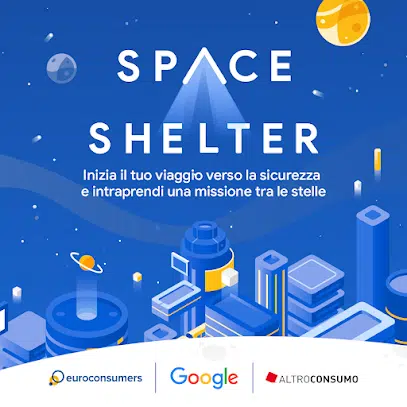 SPACE
SHELTER
Inizia il tuo viaggio verso la sicurezza
e intraprendi una missione tra le stelle
euroconsumers Google ALTROCONSUMO